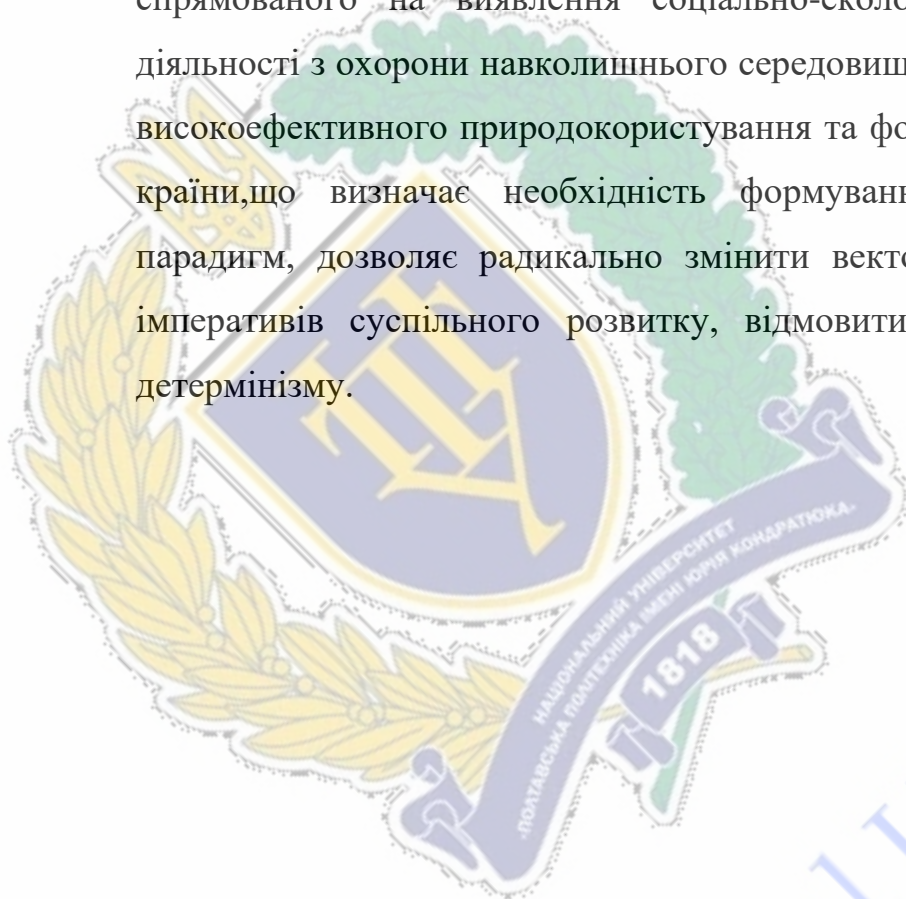 спрямованого на виявлення соціально-еколо
діяльності з охорони навколишнього середовищ
високоефективного природокористування та фо
країни,що визначає необхідність формуванн
парадигм, дозволяє радикально змінити векто
імперативів суспільного розвитку, відмовити
детермінізму.
НАЦІОНАЛЬНИЙ УНІВЕРСИТЕТ
«ПОЛТАВСЬКА ПОЛІТЕХНІКА ІМЕНІ ЮРІЯ КОНДРАТЮКА»
1818